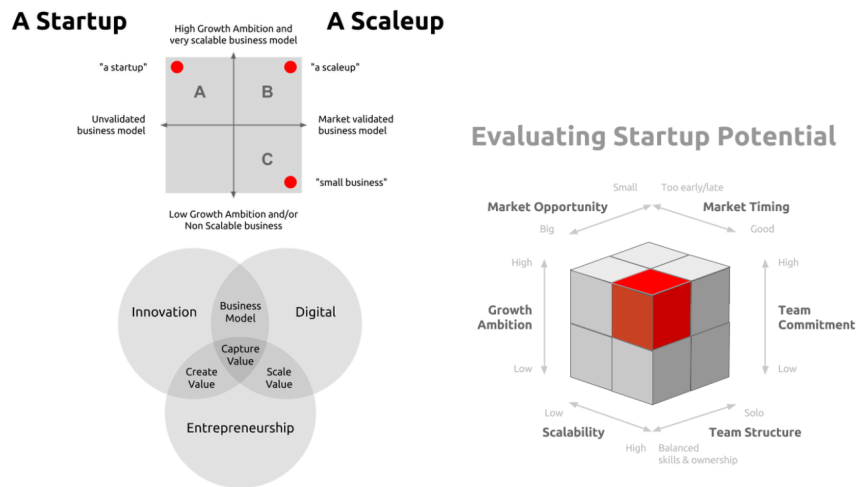 A Startup
A Scaleup
High Growth Ambition and
very scalable business model
"a startup"
"a scaleup"
A
B
Unvalidated
business model
Market validated
business model
C
"small business"
Low Growth Ambition and/or
Non Scalable business
Innovation
Business
Model
Digital
Capture
Value
Create
Value
Scale
Value
Entrepreneurship
Evaluating Startup Potential
Small
Too early/late
Market Opportunity
Market Timing
Big
Good
High
High
Growth
Ambition
Team
Commitment
Low
Low
Low
Solo
Scalability
Team Structure
High
Balanced
skills & ownership